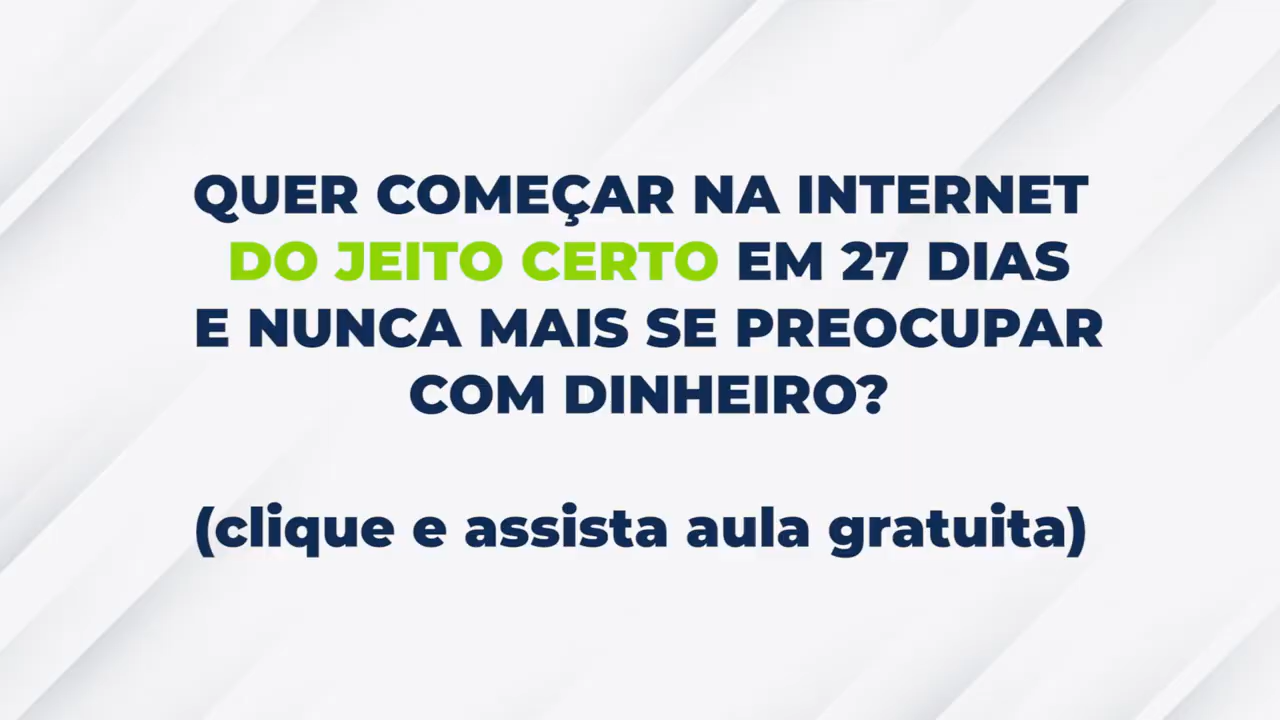 QUER COMEÇAR NA INTERNET
DO JEITO CERTO EM 27 DIAS
E NUNCA MAIS SE PREOCUPAR
COM DINHEIRO?
(clique e assista aula gratuita)